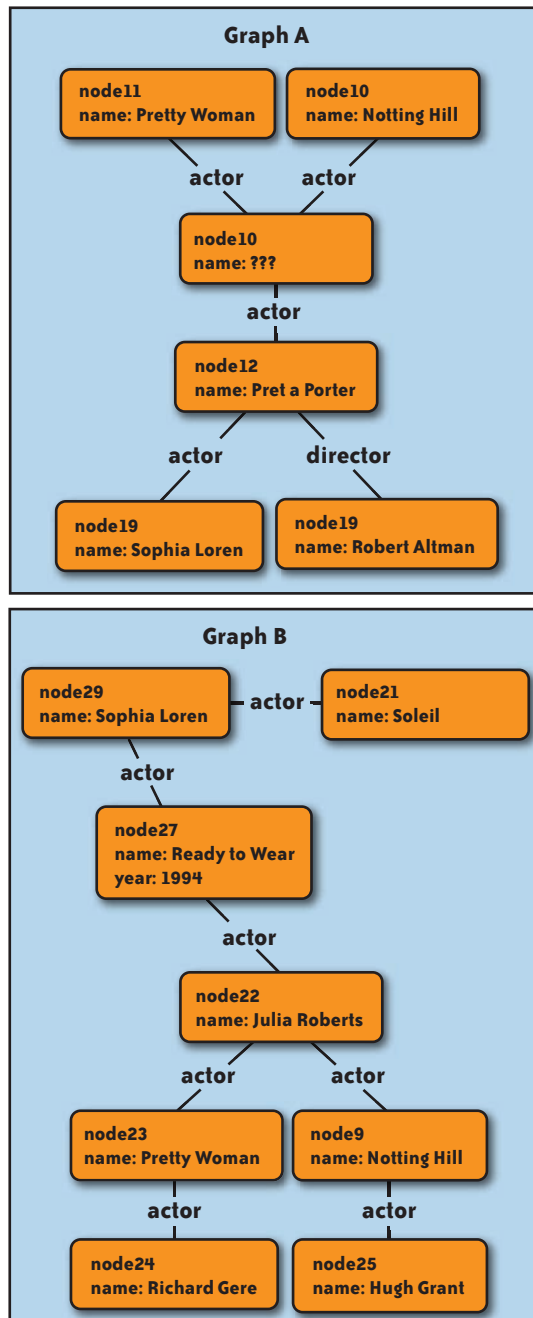 Graph A
node11
name: Pretty Woman
node10
name: Notting Hill
actor
actor
node10
name: ???
actor
node12
name: Pret a Porter
actor
director
node19
name: Sophia Loren
node19
name: Robert Altman
Graph B
node29
name: Sophia Loren
actor
node21
name: Soleil
actor
node27
name: Ready to Wear
year: 1994
actor
node22
name: Julia Roberts
actor
actor
node23
name: Pretty Woman
node9
name: Notting Hill
actor
actor
node24
name: Richard Gere
node25
name: Hugh Grant